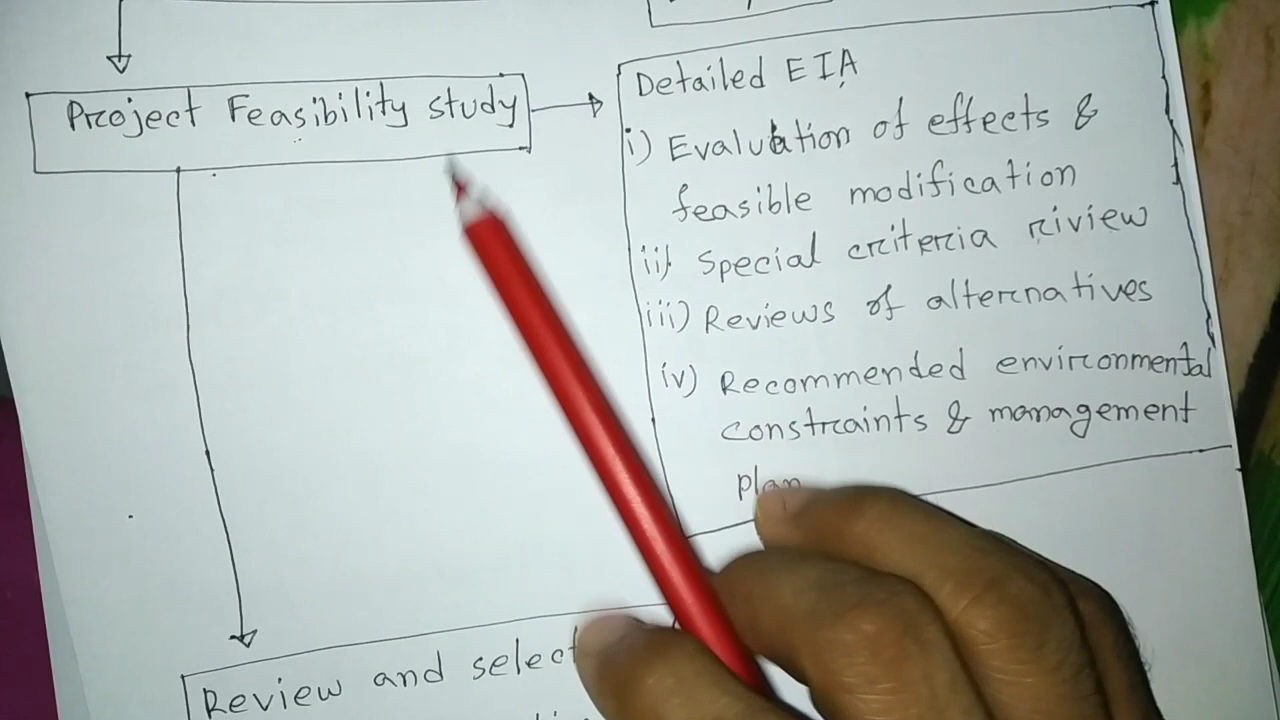 Project Feasibility study
Detailed EIA
i) Evaluation of effects &
feasible modification
ii) Special criteria riview
iii) Reviews of alternatives
iv) Recommended environmental
constraints & management
plan
Review and select